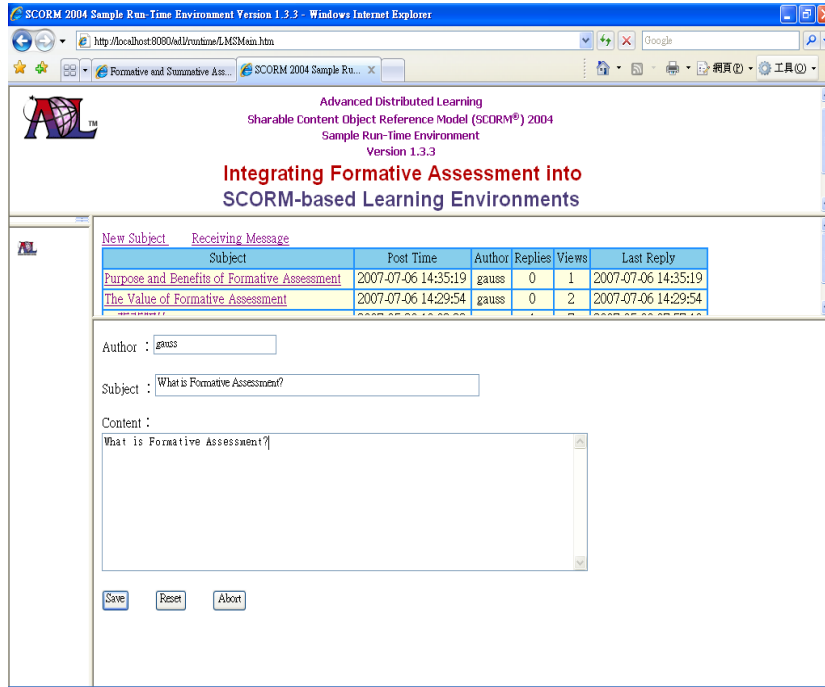 SCORM 2004 Sample Run-Time Environment Version 1.3.3 - Windows Internet Explorer
http://localhost:8080/adl/runtime/LMSMain.htm
Google
Formative and Summative Ass...
SCORM 2004 Sample Ru...
網頁(P)
工具(O)
ADL TM
Advanced Distributed Learning
Sharable Content Object Reference Model (SCORM®) 2004
Sample Run-Time Environment
Version 1.3.3
Integrating Formative Assessment into
SCORM-based Learning Environments
ADL
New Subject Receiving Message
Subject Post Time Author Replies Views Last Reply
Purpose and Benefits of Formative Assessment 2007-07-06 14:35:19 gauss 0 1 2007-07-06 14:35:19
The Value of Formative Assessment 2007-07-06 14:29:54 gauss 0 2 2007-07-06 14:29:54
Author : gauss
Subject : What is Formative Assessment?
Content :
What is Formative Assessment?
Save Reset Abort